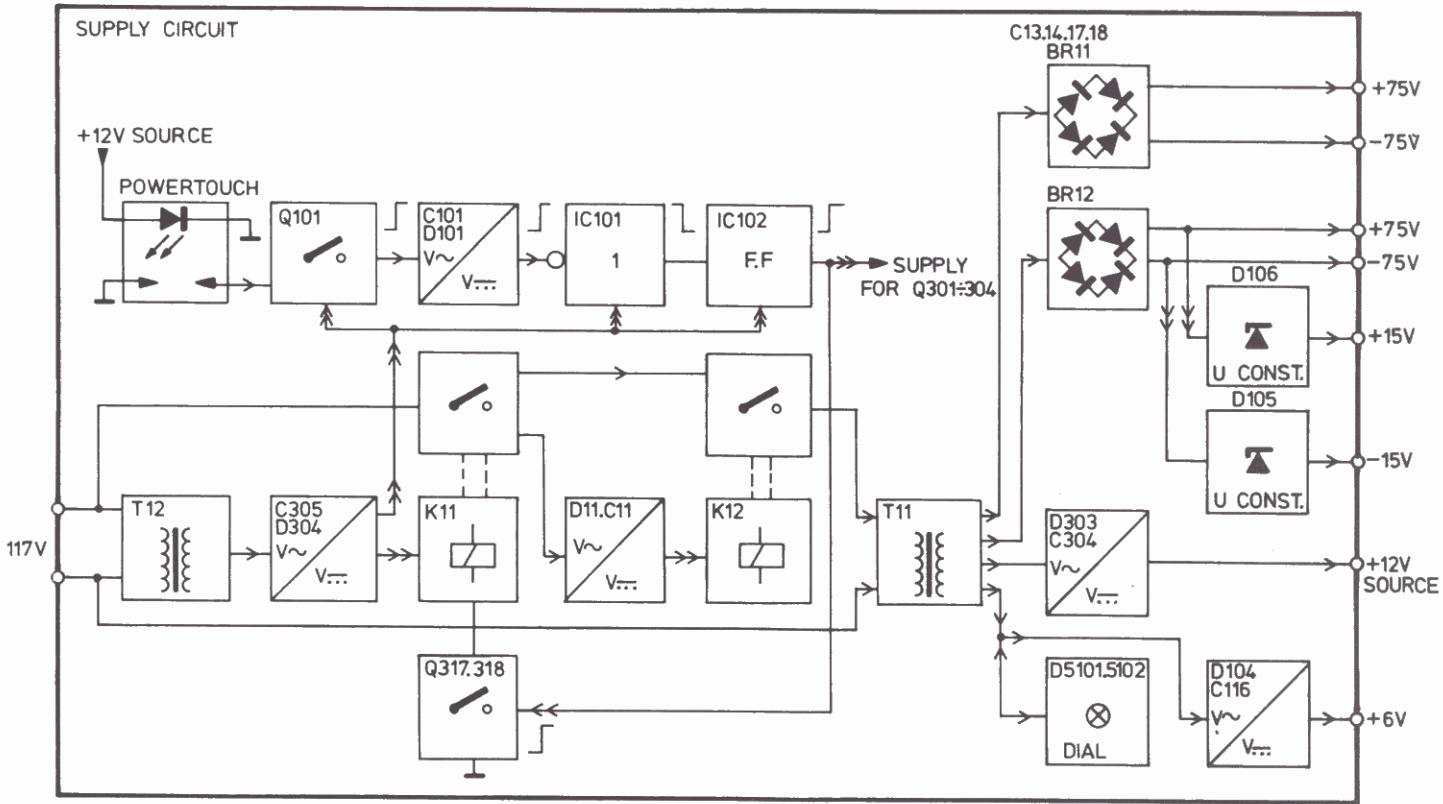 SUPPLY CIRCUIT
C13.14.17.18
BR11
+75V
-75V
+12V SOURCE
POWERTOUCH
Q101
C101
D101
V~
V
IC101
1
IC102
F.F
SUPPLY
FOR Q301÷304
BR12
+75V
-75V
D106
U CONST.
+15V
D105
U CONST.
-15V
117V
T12
C305
D304
V~
V
K11
D11.C11
V~
V
K12
T11
D303
C304
V~
V
+12V
SOURCE
Q317.318
D5101.5102
DIAL
D104
C116
V~
V
+6V